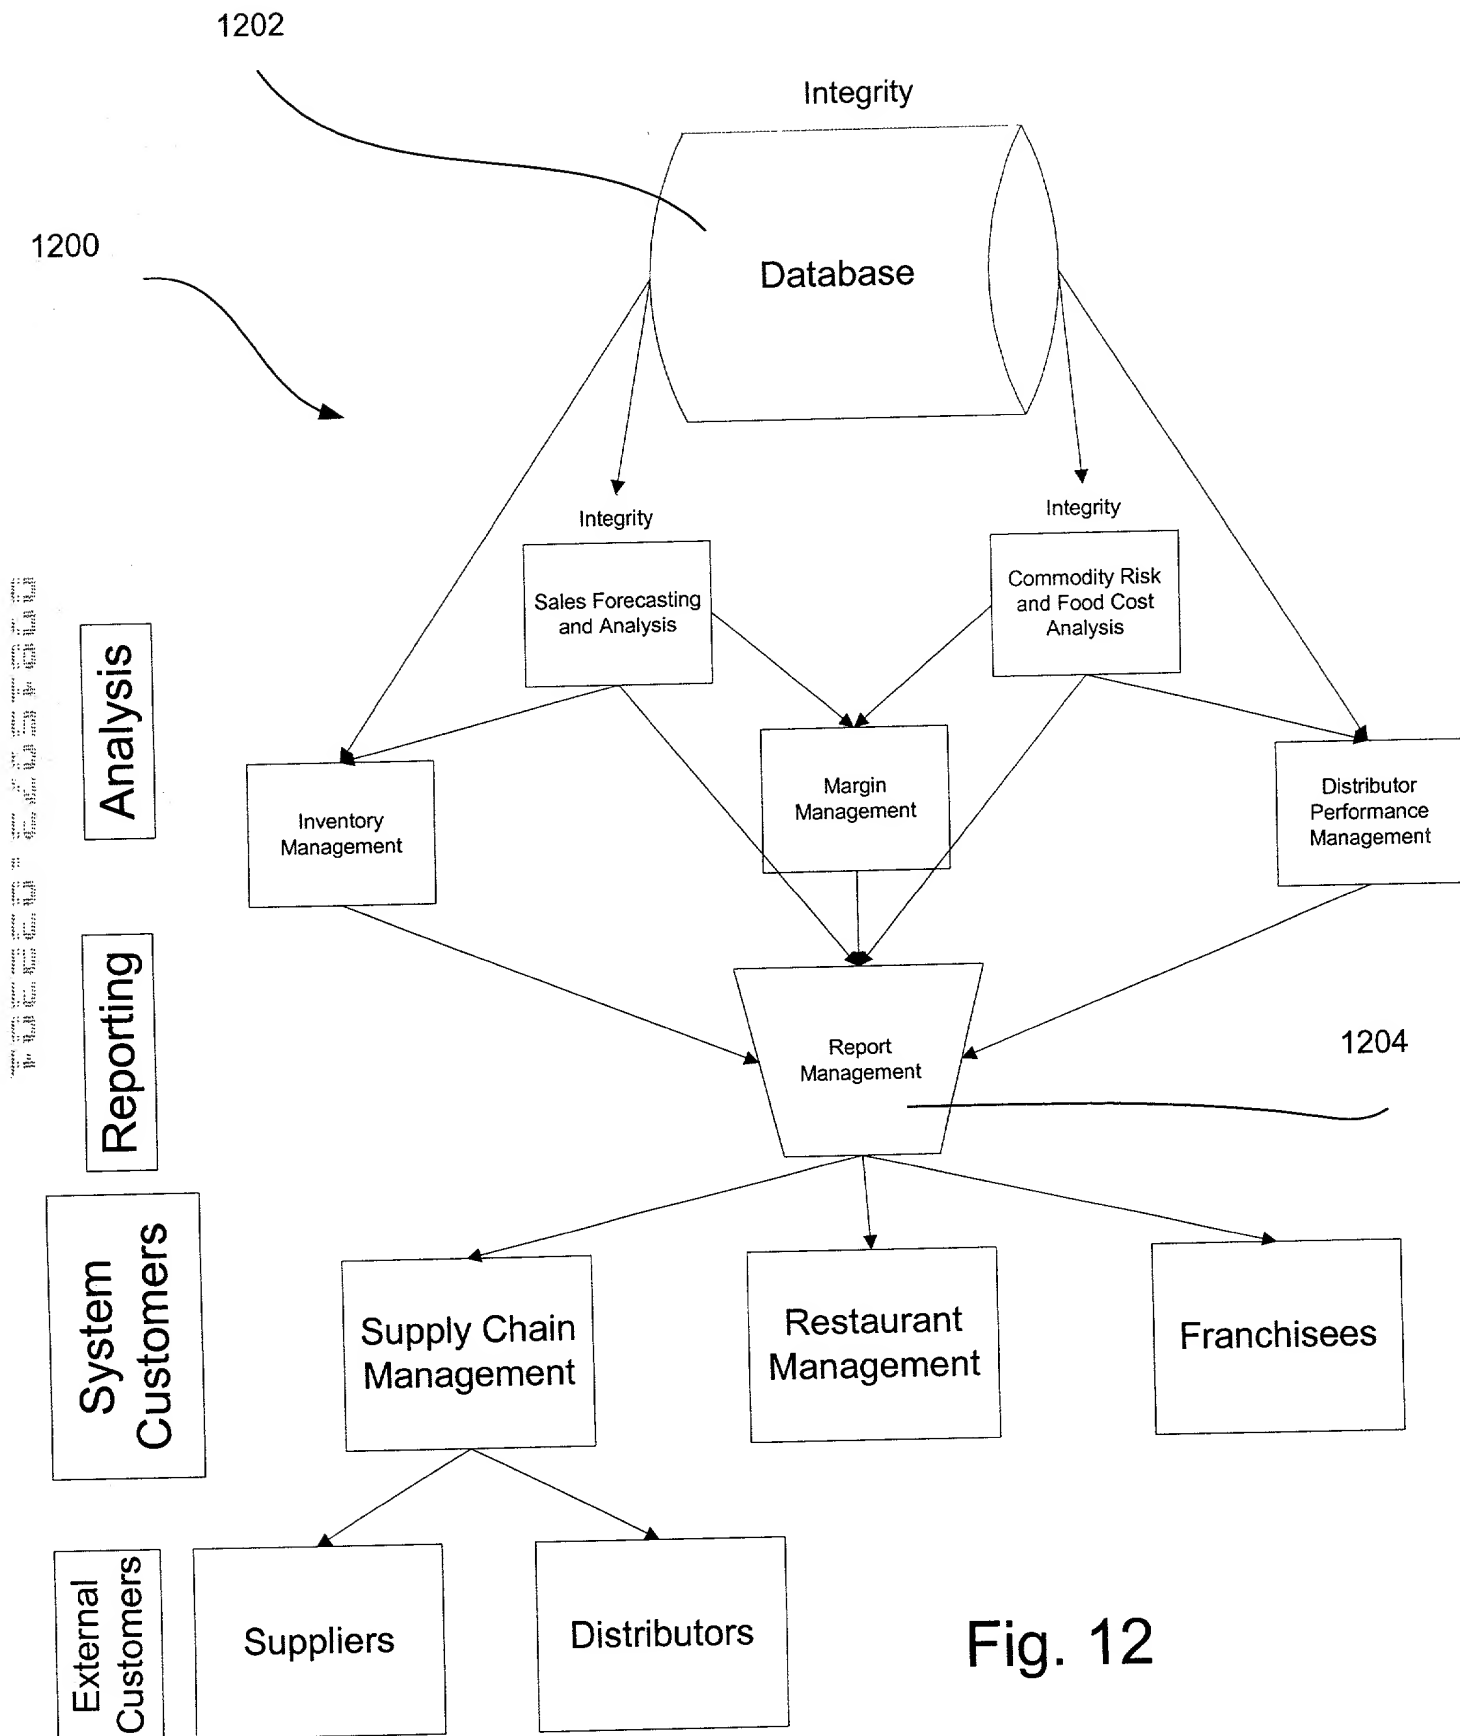 1202
Integrity
1200
Database
Integrity
Integrity
Sales Forecasting
and Analysis
Commodity Risk
and Food Cost
Analysis
Analysis
Inventory
Management
Margin
Management
Distributor
Performance
Management
Reporting
Report
Management
1204
System
Customers
Supply Chain
Management
Restaurant
Management
Franchisees
External
Customers
Suppliers
Distributors
Fig. 12